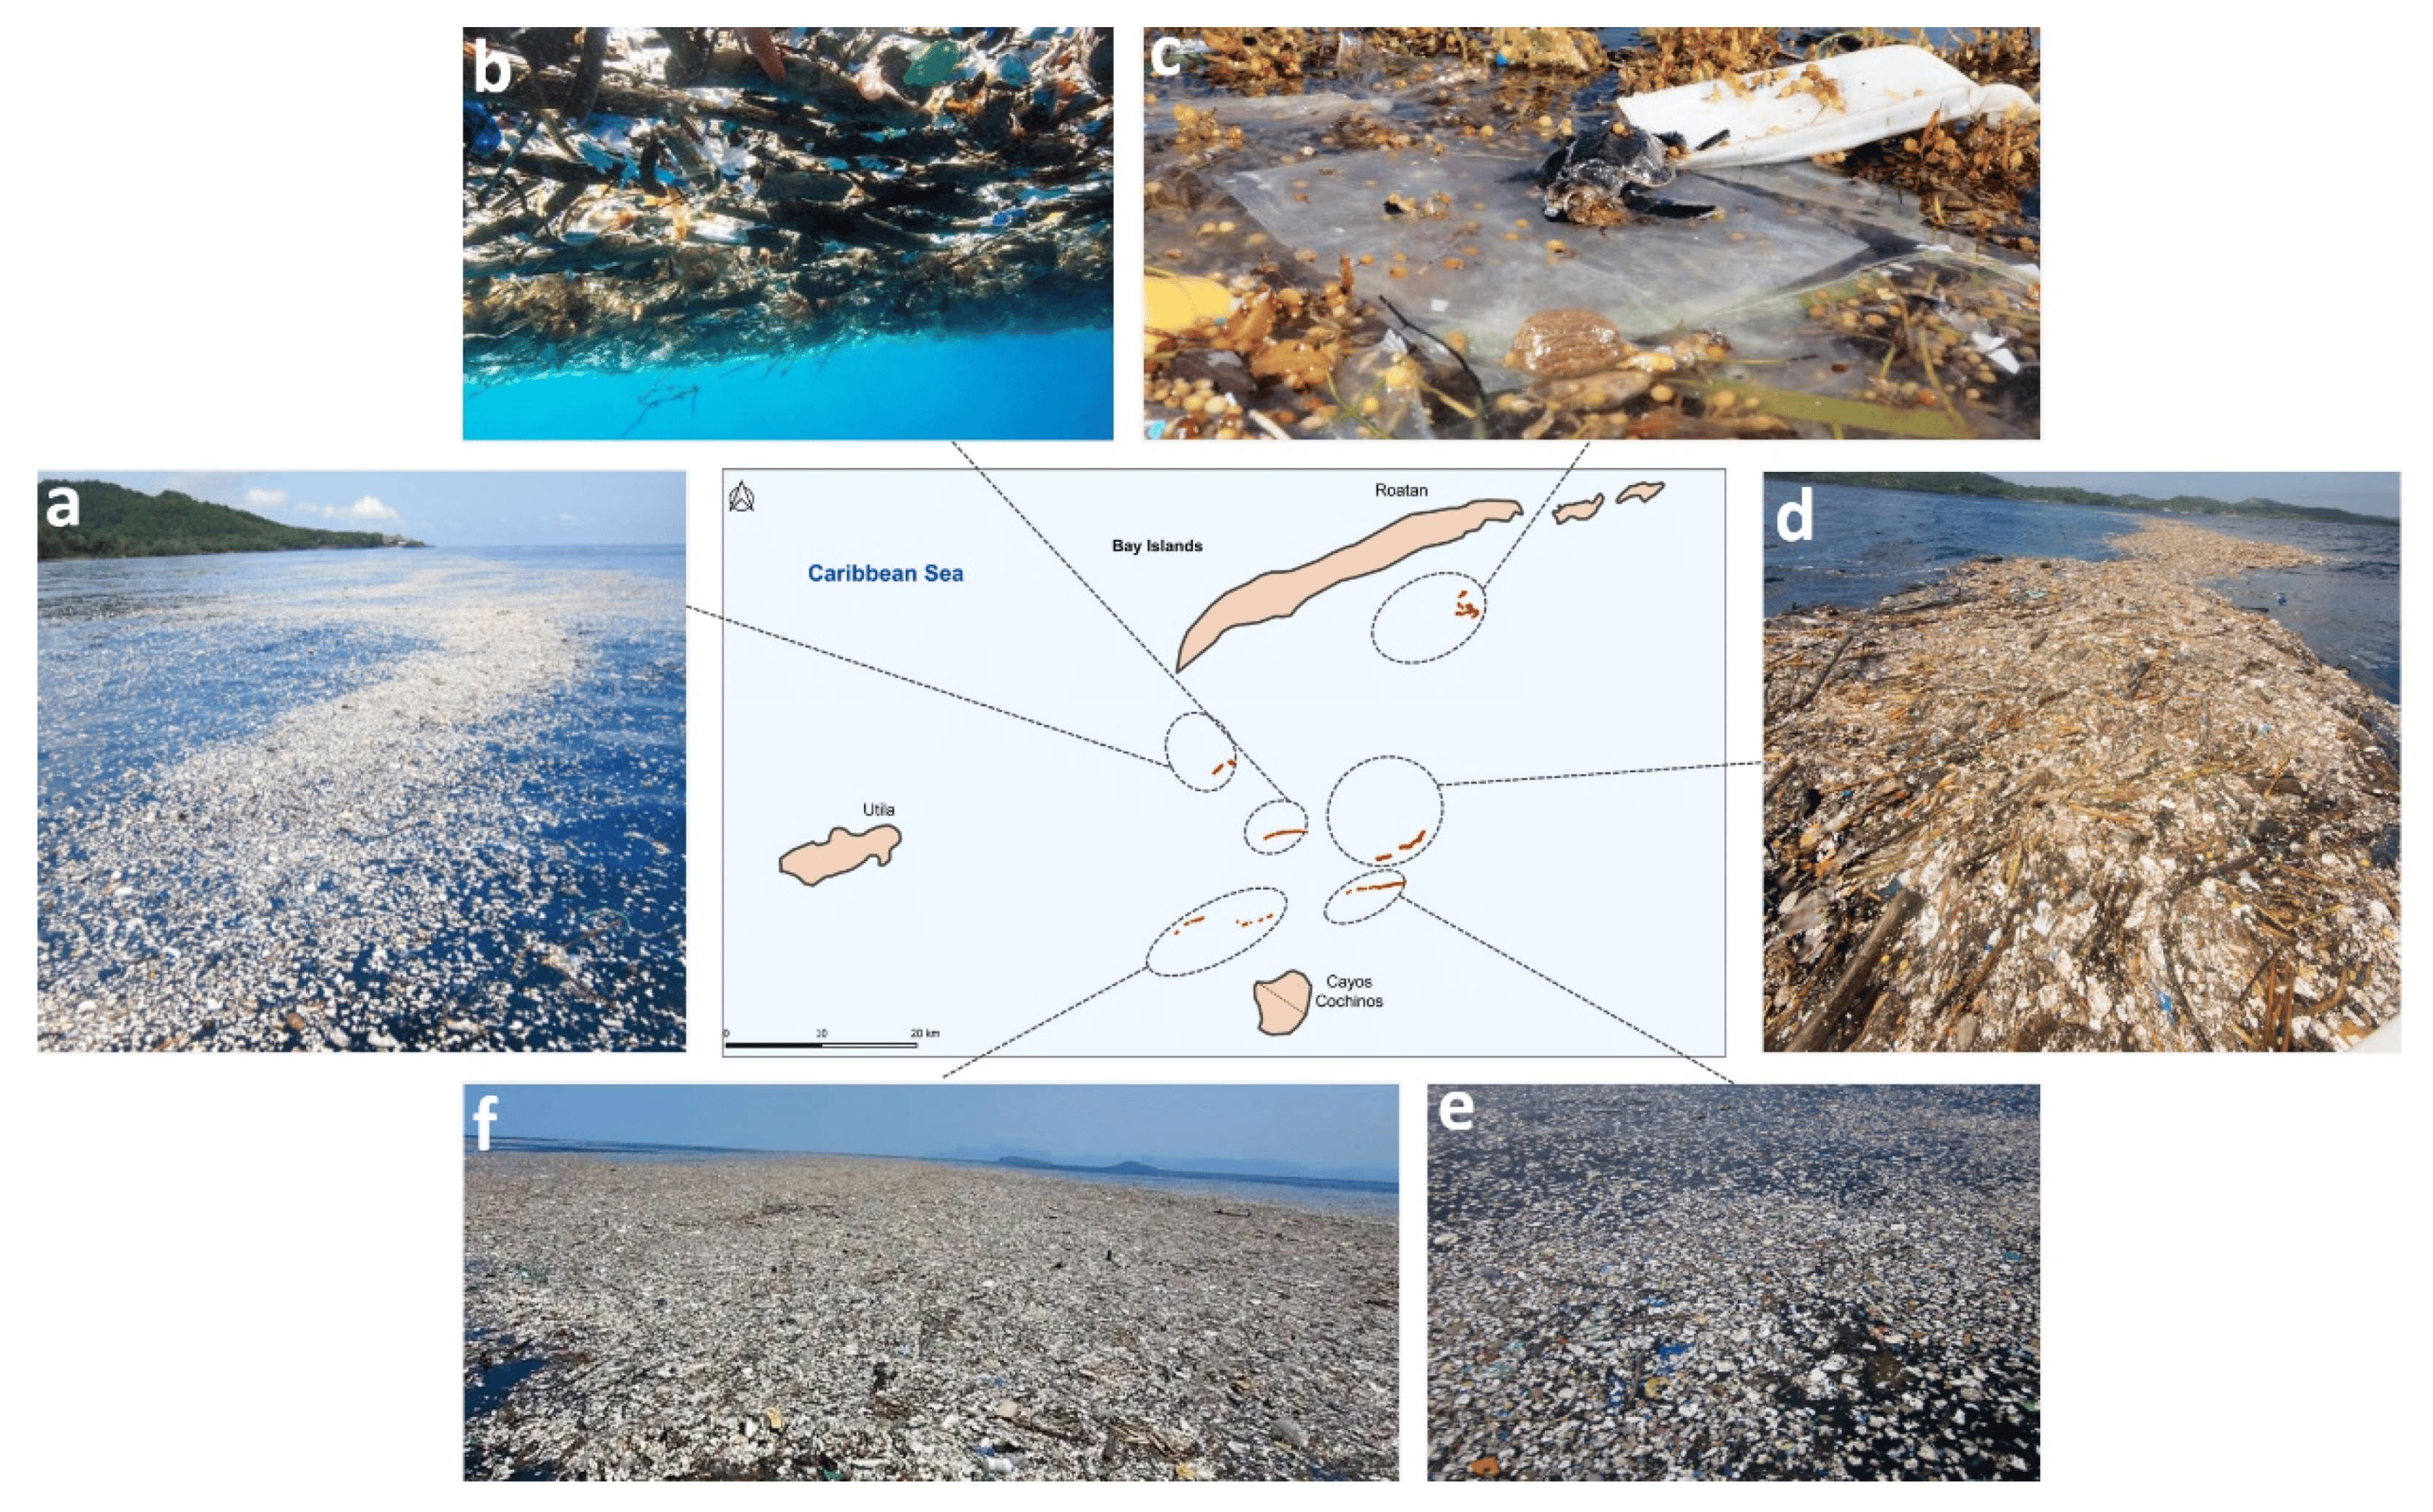 b
c
a
d
Roatan
Bay Islands
Caribbean Sea
Utila
Cayos
Cochinos
0 10 20 km
f
e